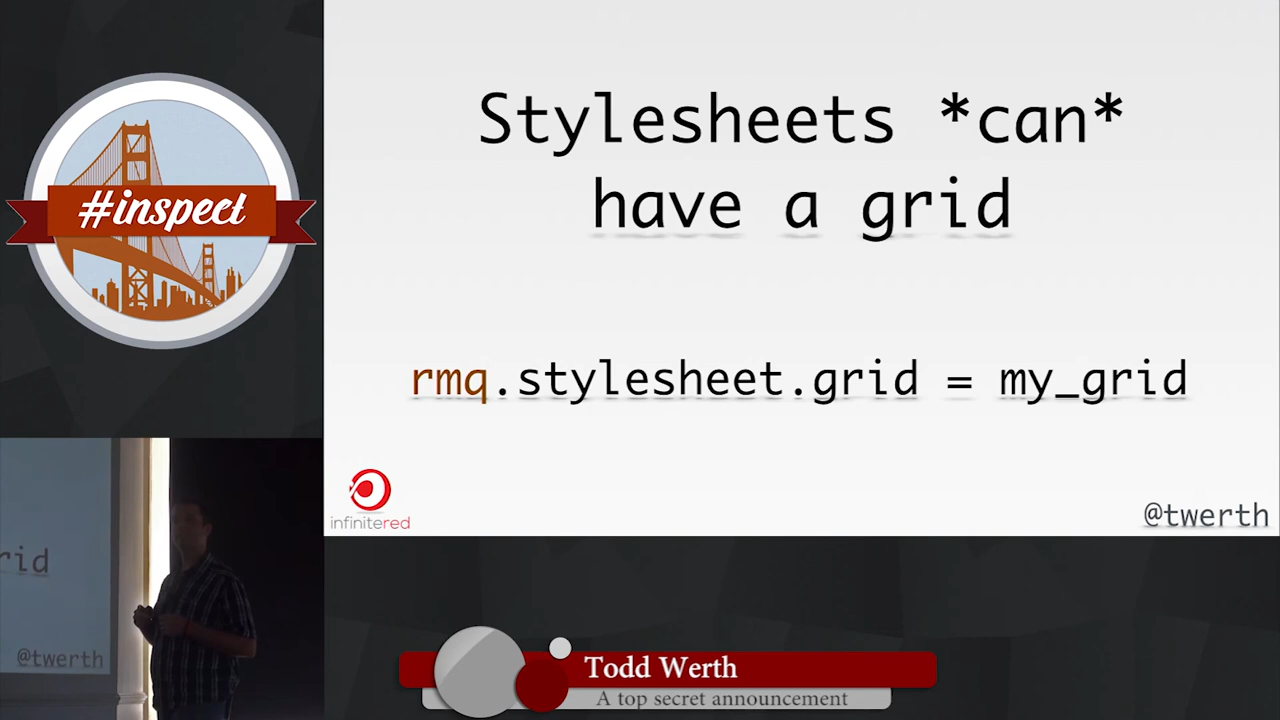 #inspect
Stylesheets *can*
have a grid
rmq.stylesheet.grid = my_grid
infinitered
@twerth
rid
@twerth
Todd Werth
A top secret announcement